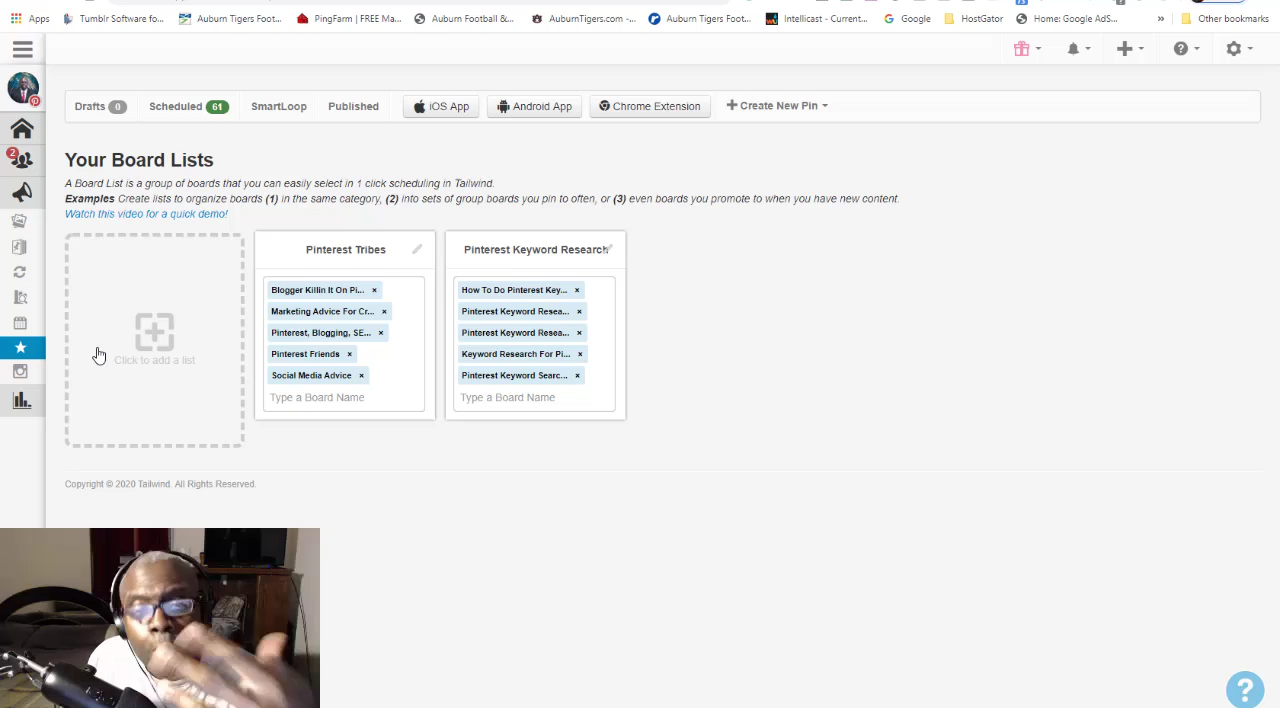 Apps
Tumblr Software fo...
Auburn Tigers Foot...
PingFarm | FREE Ma...
Auburn Football &...
AuburnTigers.com -...
Auburn Tigers Foot...
Intellicast - Current...
Google
HostGator
Home: Google AdS...
»
Other bookmarks
Drafts 0
Scheduled 61
SmartLoop
Published
iOS App
Android App
Chrome Extension
Create New Pin
2
Your Board Lists
A Board List is a group of boards that you can easily select in 1 click scheduling in Tailwind.
Examples Create lists to organize boards (1) in the same category, (2) into sets of group boards you pin to often, or (3) even boards you promote to when you have new content.
Watch this video for a quick demo!
Click to add a list
Pinterest Tribes
Blogger Killin It On Pi... ×
Marketing Advice For Cr... ×
Pinterest, Blogging, SE... ×
Pinterest Friends ×
Social Media Advice ×
Type a Board Name
Pinterest Keyword Research
How To Do Pinterest Key... ×
Pinterest Keyword Resea... ×
Pinterest Keyword Resea... ×
Keyword Research For Pi... ×
Pinterest Keyword Searc... ×
Type a Board Name
Copyright © 2020 Tailwind. All Rights Reserved.
?